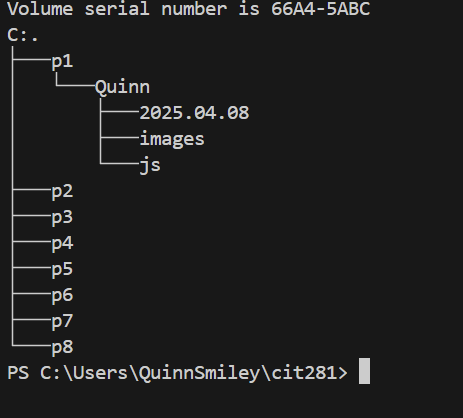 Volume serial number is 66A4-5ABC
C:.
├───p1
│   └───Quinn
│       ├───2025.04.08
│       ├───images
│       └───js
├───p2
├───p3
├───p4
├───p5
├───p6
├───p7
└───p8
PS C:\Users\QuinnSmiley\cit281>